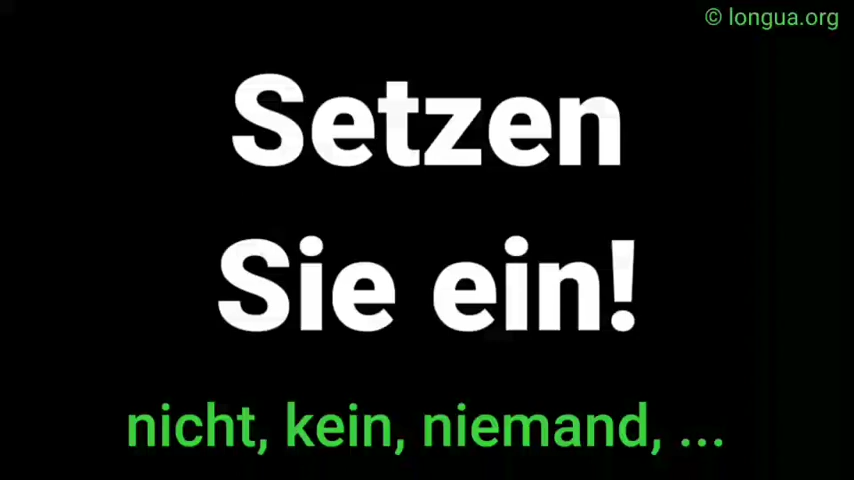 © longua.org
Setzen
Sie ein!
nicht, kein, niemand, ...